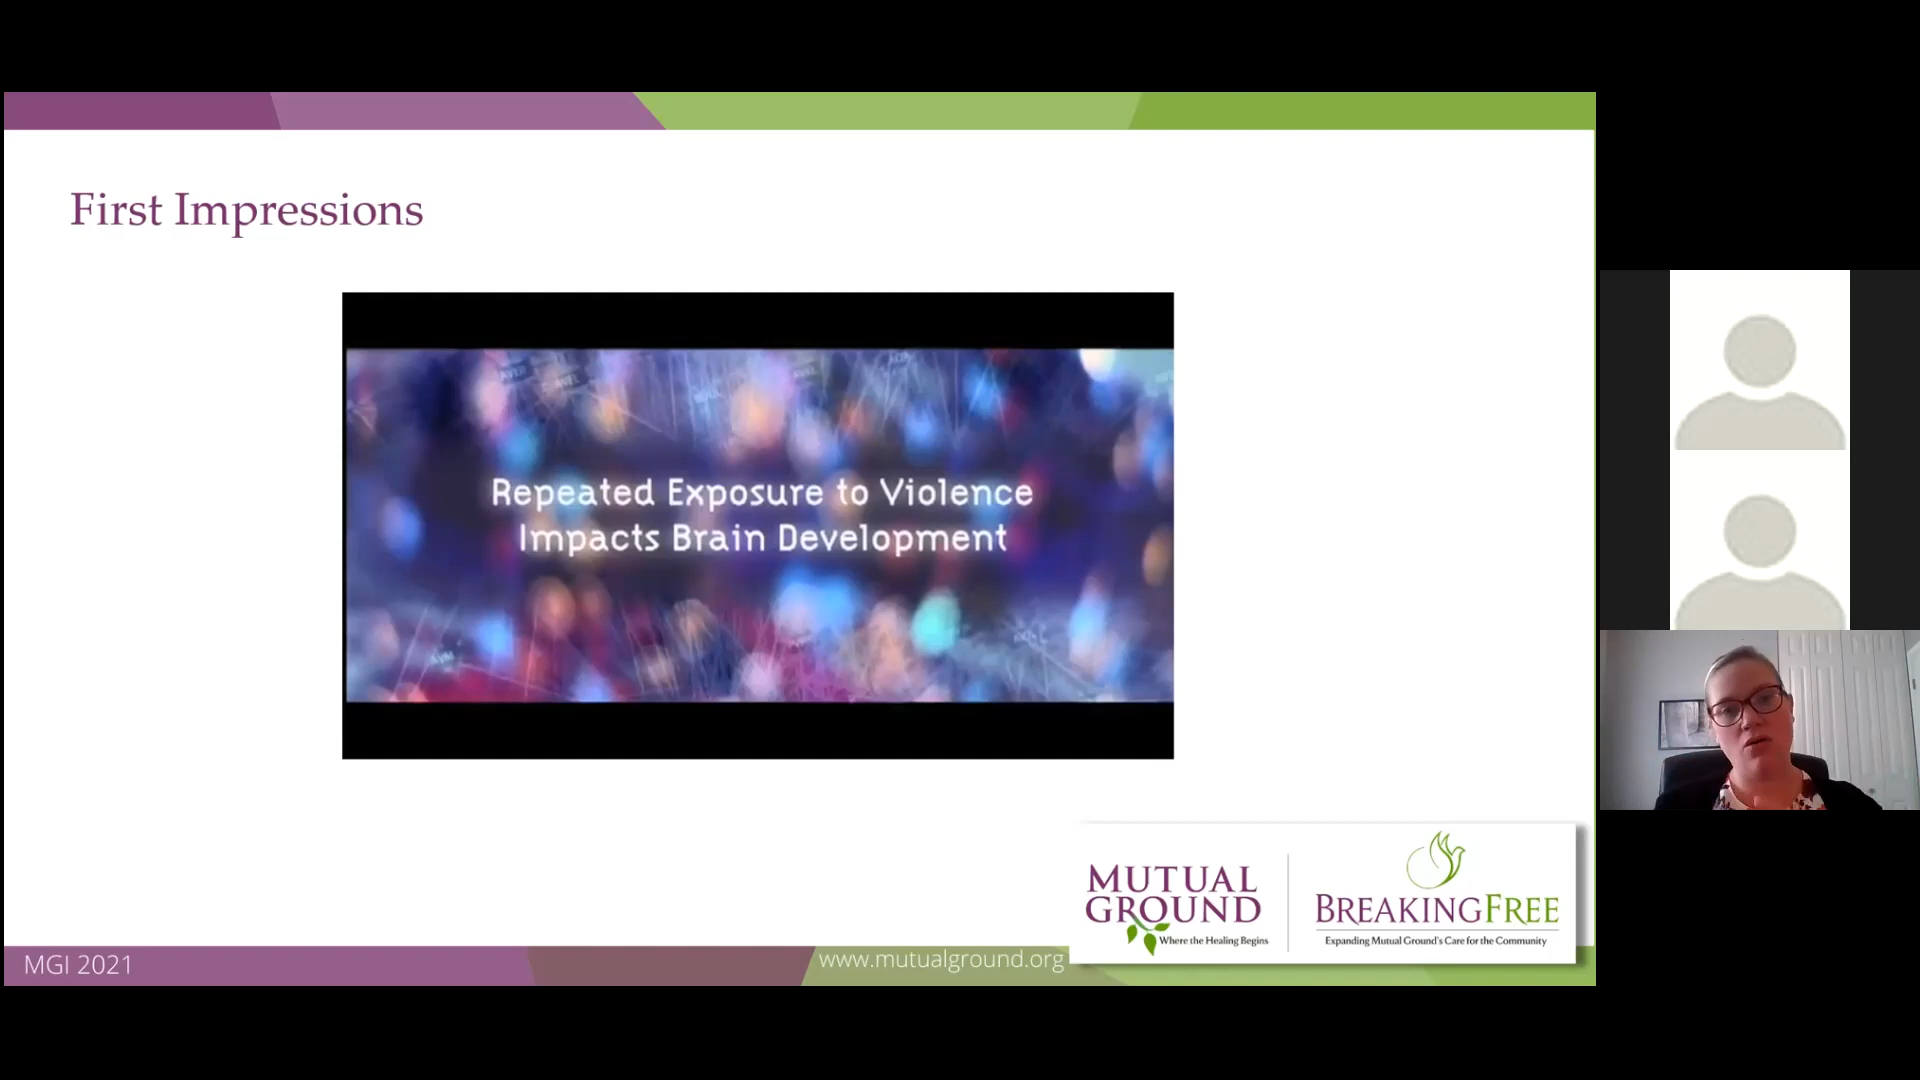 First Impressions
Repeated Exposure to Violence
Impacts Brain Development
MUTUAL
GROUND
Where the Healing Begins
BREAKINGFREE
Expanding Mutual Ground's Care for the Community
MGI 2021
www.mutualground.org